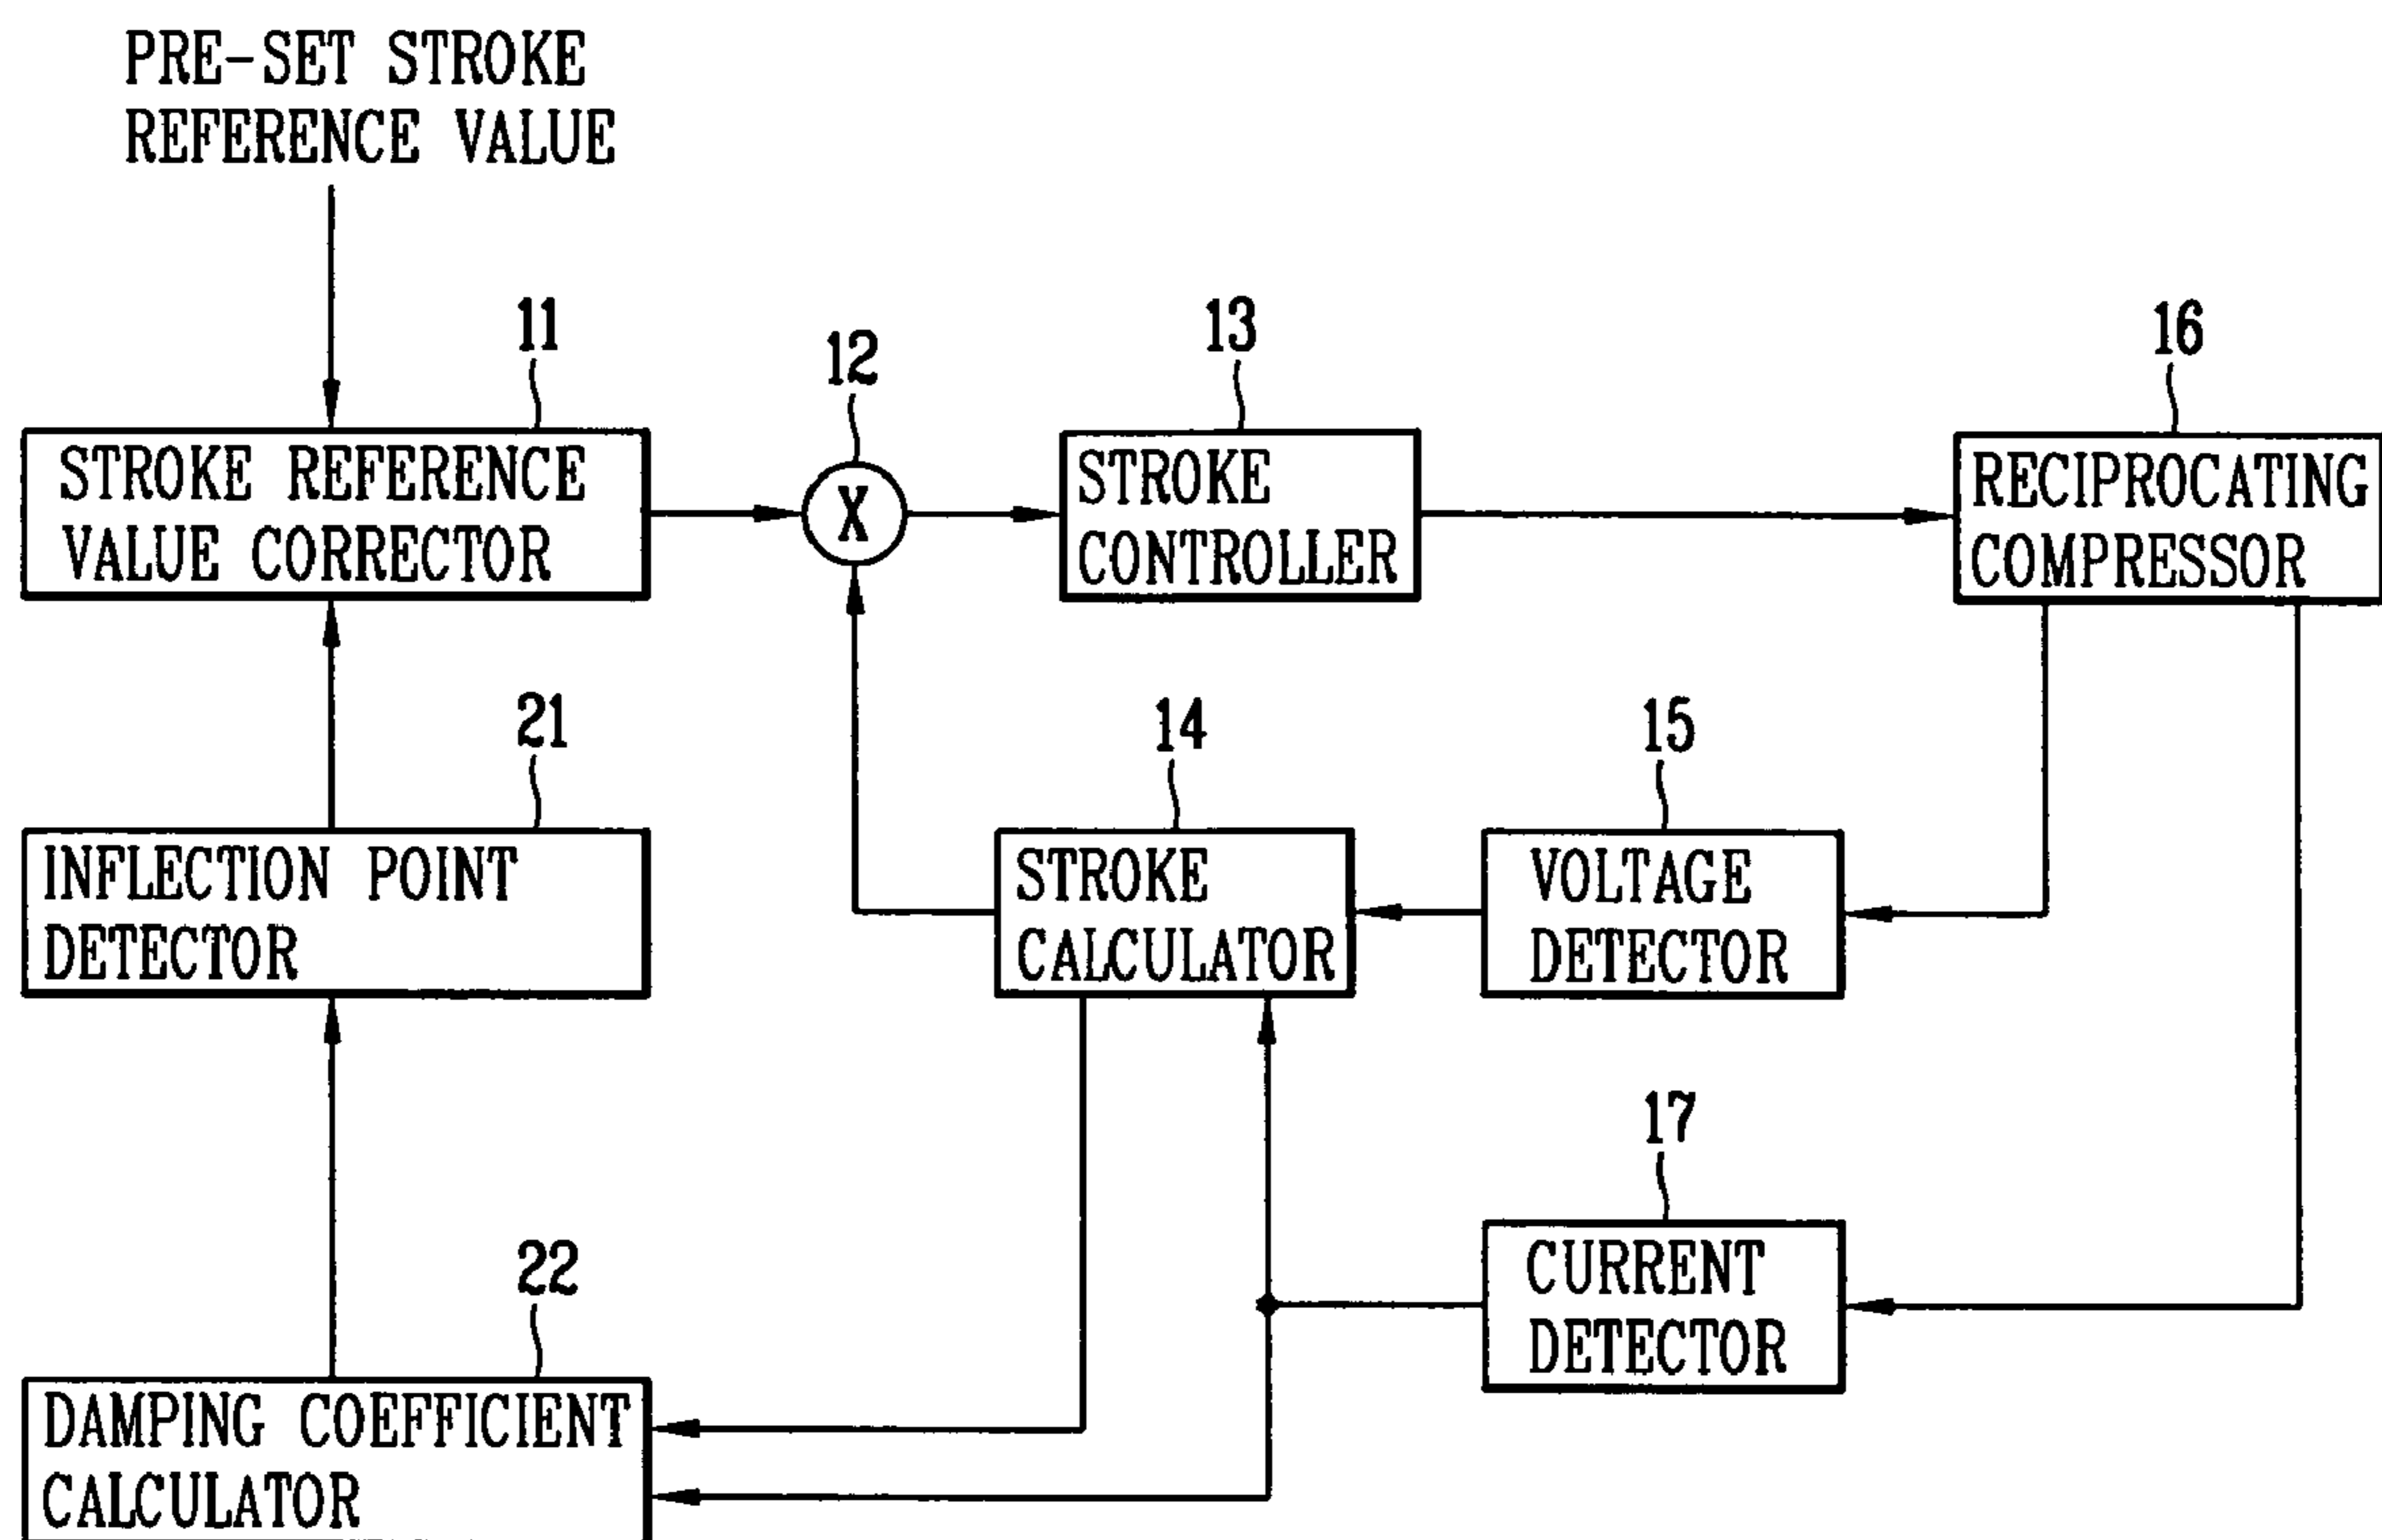 PRE-SET STROKE
REFERENCE VALUE
11
12
13
16
STROKE REFERENCE
VALUE CORRECTOR
X
STROKE
CONTROLLER
RECIPROCATING
COMPRESSOR
21
14
15
INFLECTION POINT
DETECTOR
STROKE
CALCULATOR
VOLTAGE
DETECTOR
17
CURRENT
DETECTOR
22
DAMPING COEFFICIENT
CALCULATOR